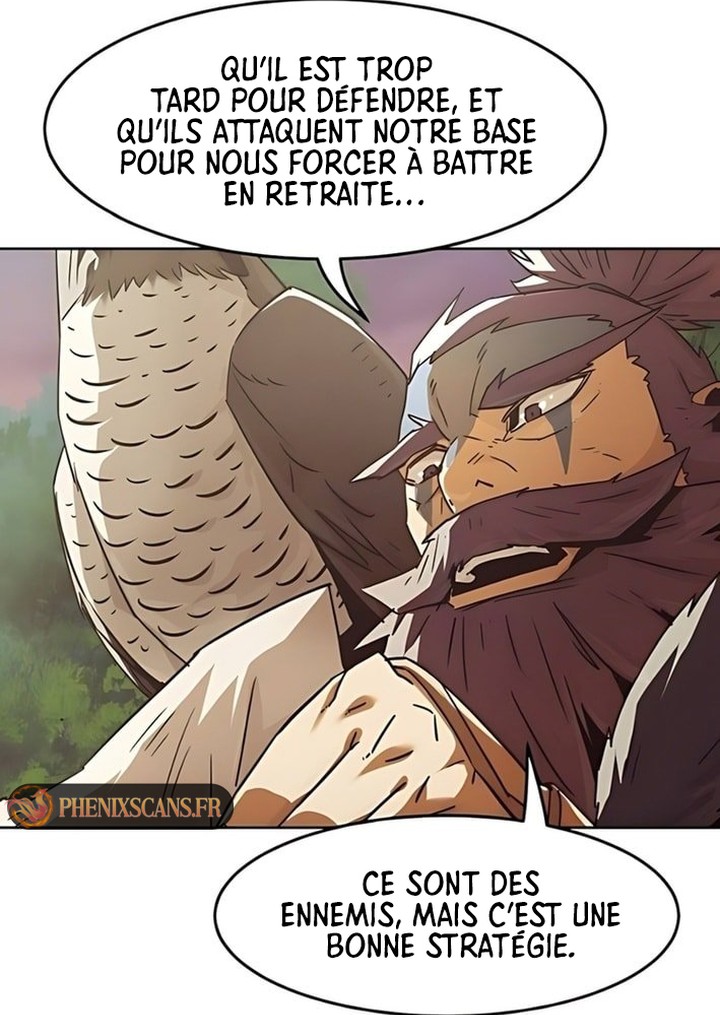 QU'IL EST TROP
TARD POUR DÉFENDRE, ET
QU'ILS ATTAQUENT NOTRE BASE
POUR NOUS FORCER À BATTRE
EN RETRAITE...
PHENIXSCANS.FR
CE SONT DES
ENNEMIS, MAIS C'EST UNE
BONNE STRATÉGIE.